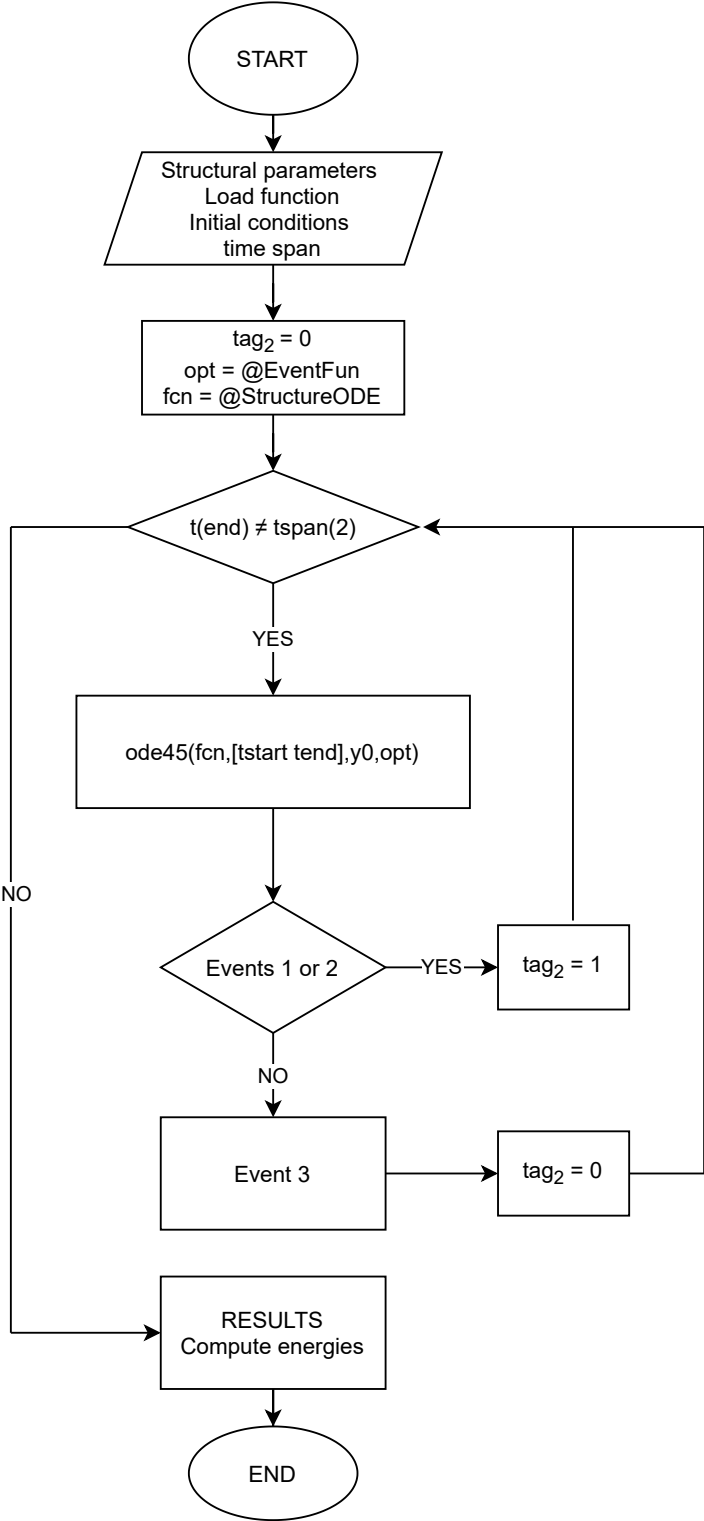 START
Structural parameters
Load function
Initial conditions
time span
tag₂ = 0
opt = @EventFun
fcn = @StructureODE
t(end) ≠ tspan(2)
YES
ode45(fcn,[tstart tend],y0,opt)
NO
Events 1 or 2
YES
tag₂ = 1
NO
Event 3
tag₂ = 0
RESULTS
Compute energies
END